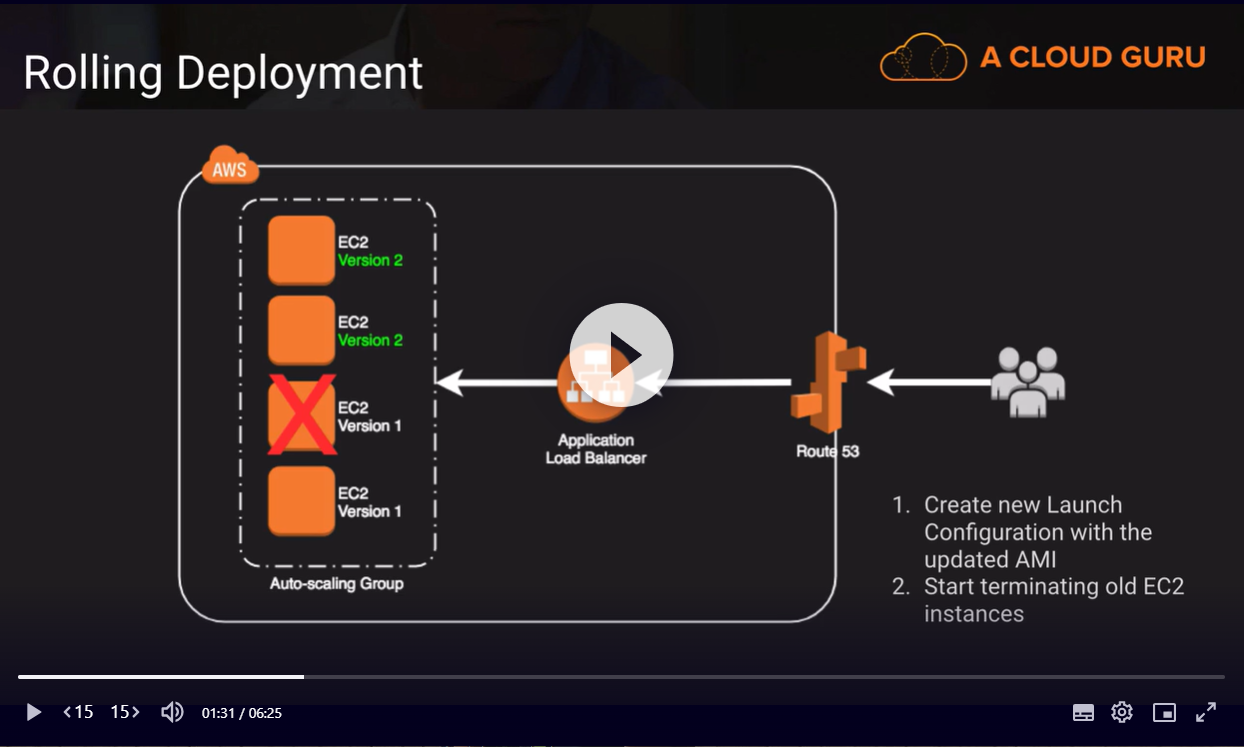 Rolling Deployment
A CLOUD GURU
AWS
EC2
Version 2
EC2
Version 2
EC2
Version 1
EC2
Version 1
Auto-scaling Group
Application
Load Balancer
Route 53
1. Create new Launch
Configuration with the
updated AMI
2. Start terminating old EC2
instances
<15 15> 01:31 / 06:25